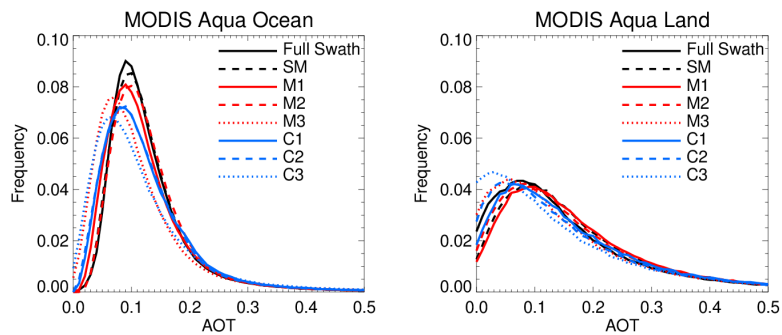 MODIS Aqua Ocean
0.10
0.08
0.06
0.04
0.02
0.00
Frequency
Full Swath
SM
M1
M2
M3
C1
C2
C3
0.0 0.1 0.2 0.3 0.4 0.5
AOT
MODIS Aqua Land
0.10
0.08
0.06
0.04
0.02
0.00
Frequency
Full Swath
SM
M1
M2
M3
C1
C2
C3
0.0 0.1 0.2 0.3 0.4 0.5
AOT